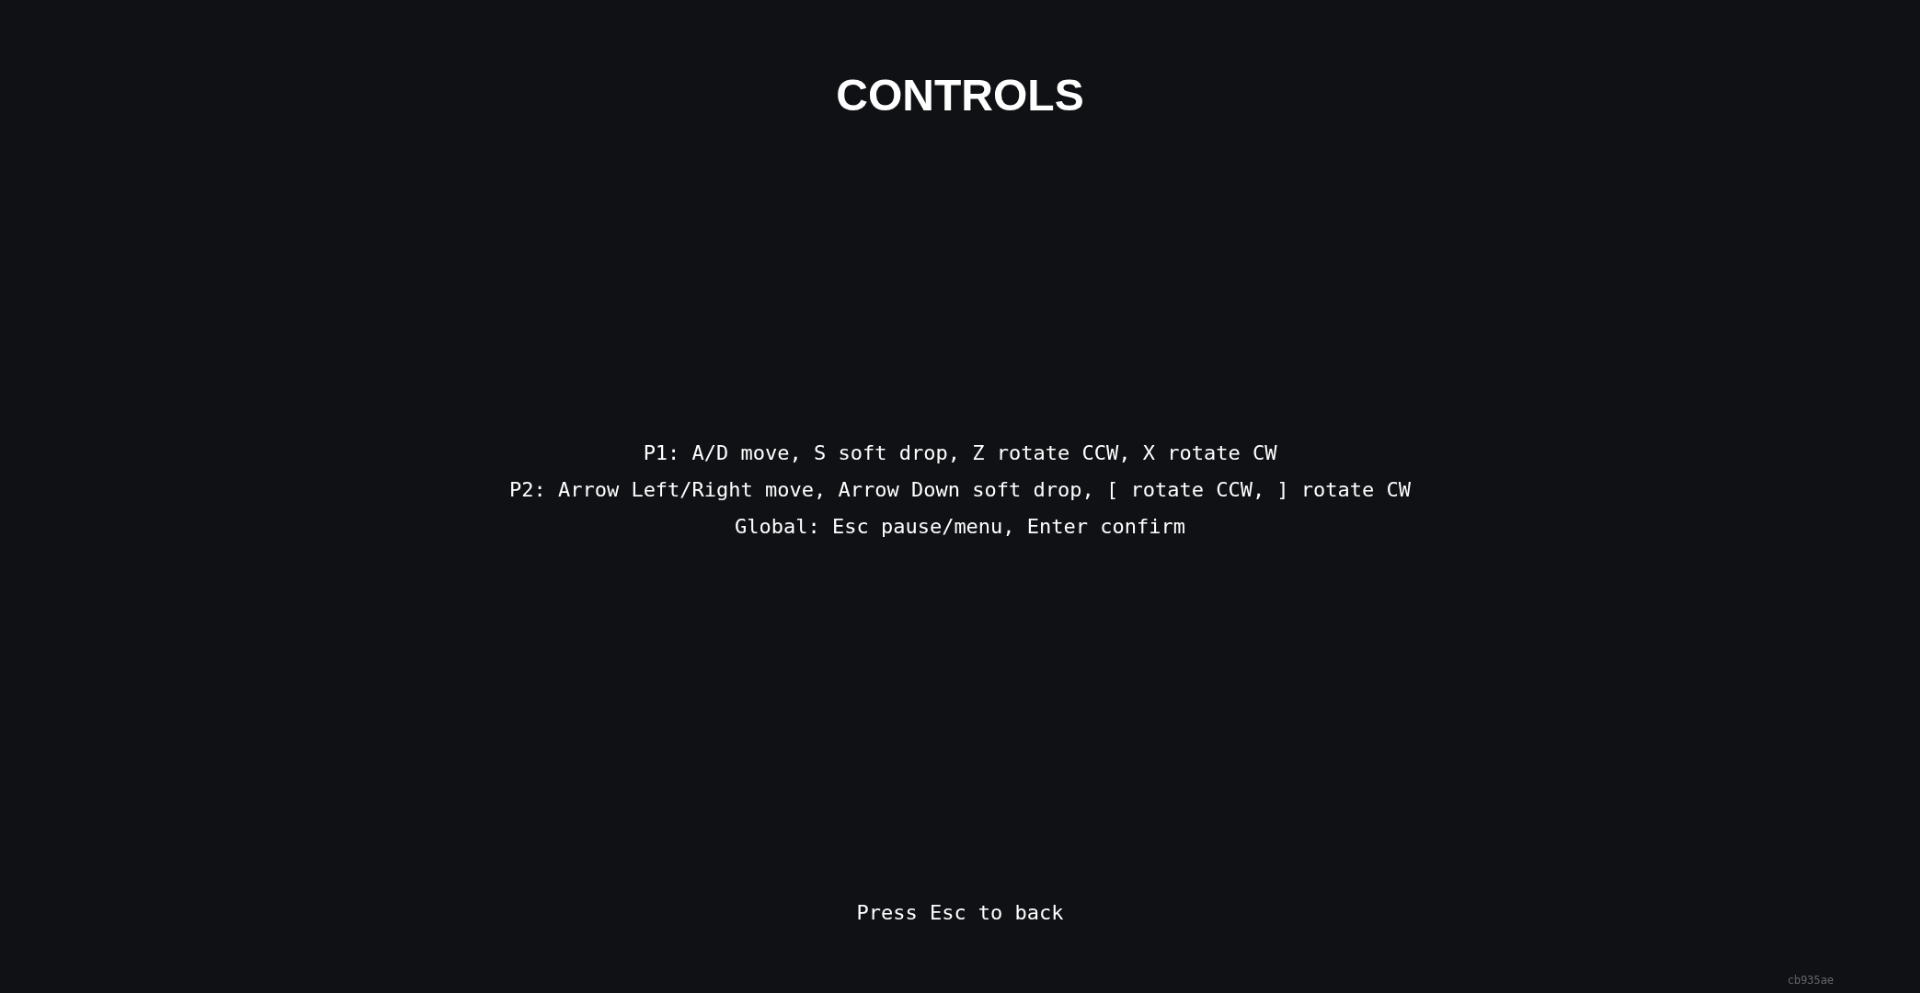 CONTROLS
P1: A/D move, S soft drop, Z rotate CCW, X rotate CW
P2: Arrow Left/Right move, Arrow Down soft drop, [ rotate CCW, ] rotate CW
Global: Esc pause/menu, Enter confirm
Press Esc to back
cb935ae